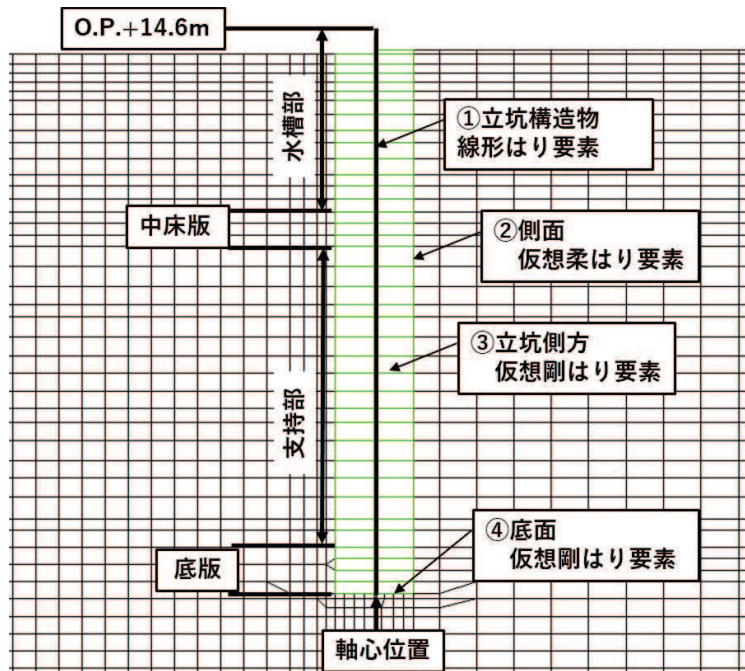 O.P.+14.6m
水槽部
①立坑構造物
線形はり要素
中床版
②側面
仮想柔はり要素
③立坑側方
仮想剛はり要素
支持部
④底面
仮想剛はり要素
底版
軸心位置